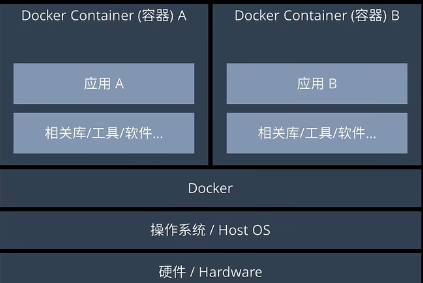 Docker Container (容器) A
Docker Container (容器) B
应用 A
应用 B
相关库/工具/软件...
相关库/工具/软件...
Docker
操作系统 / Host OS
硬件 / Hardware